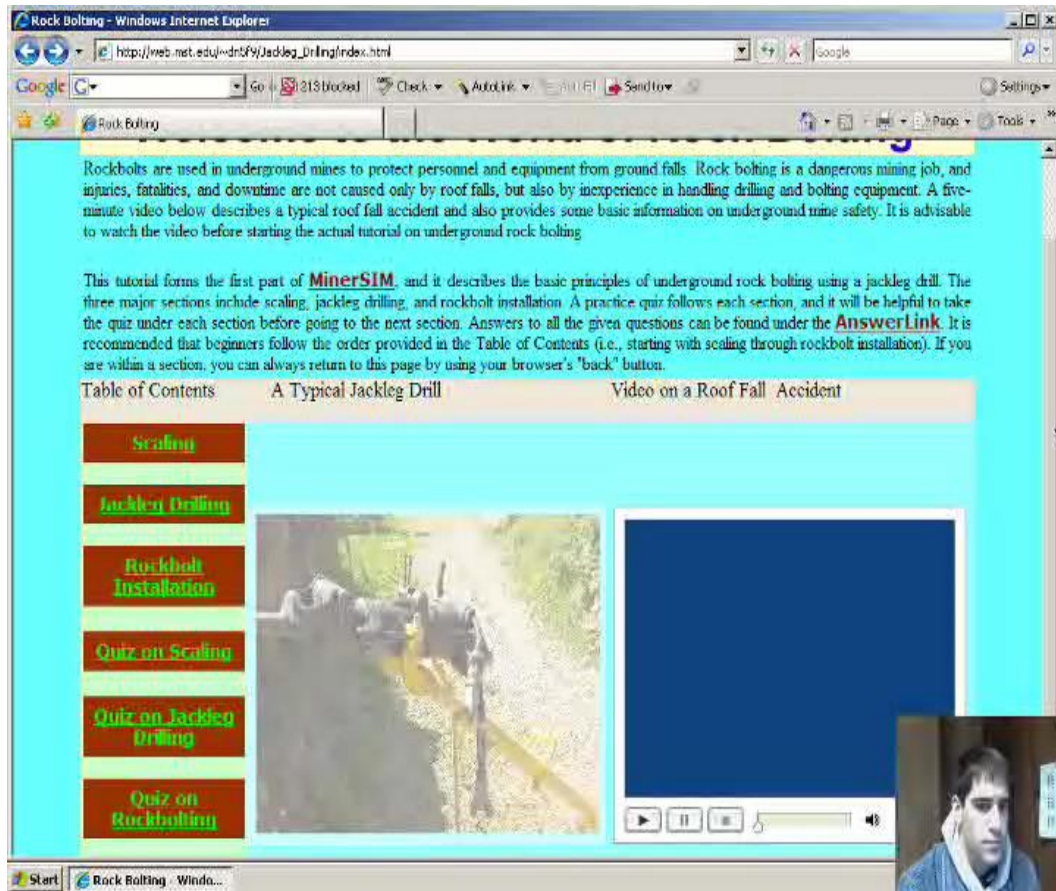 Rock Bolting - Windows Internet Explorer
http://web.mst.edu/~dn5f9/Jackleg_Drilling/index.html
Google
Google
Go
213 blocked
Check
AutoLink
Send to
Settings
Rock Bolting
Page
Tools
Welcome to the World of Rock Bolting
Rockbolts are used in underground mines to protect personnel and equipment from ground falls. Rock bolting is a dangerous mining job, and
injuries, fatalities, and downtime are not caused only by roof falls, but also by inexperience in handling drilling and bolting equipment. A five-
minute video below describes a typical roof fall accident and also provides some basic information on underground mine safety. It is advisable
to watch the video before starting the actual tutorial on underground rock bolting
This tutorial forms the first part of MinerSIM, and it describes the basic principles of underground rock bolting using a jackleg drill. The
three major sections include scaling, jackleg drilling, and rockbolt installation. A practice quiz follows each section, and it will be helpful to take
the quiz under each section before going to the next section. Answers to all the given questions can be found under the AnswerLink. It is
recommended that beginners follow the order provided in the Table of Contents (i.e., starting with scaling through rockbolt installation). If you
are within a section, you can always return to this page by using your browser's "back" button.
Table of Contents
A Typical Jackleg Drill
Video on a Roof Fall Accident
Scaling
Jackleg Drilling
Rockbolt
Installation
Quiz on Scaling
Quiz on Jackleg
Drilling
Quiz on
Rockbolting
Start
Rock Bolting - Windo...